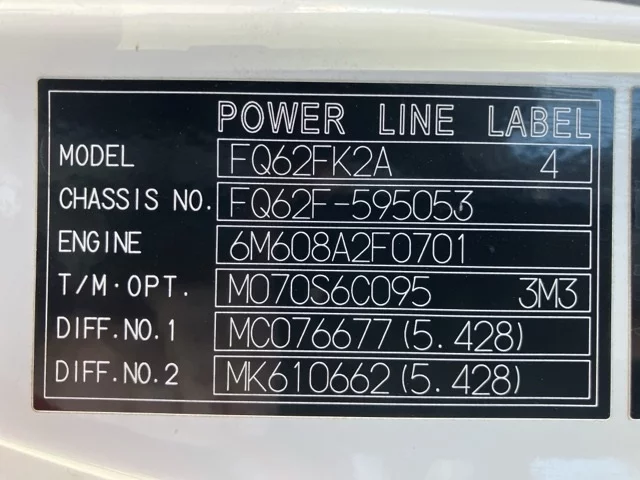 POWER LINE LABEL
MODEL FQ62FK2A 4
CHASSIS NO. FQ62F-595053
ENGINE 6M608A2F0701
T/M·OPT. M070S6C095 3M3
DIFF.NO.1 MC076677(5.428)
DIFF.NO.2 MK610662(5.428)